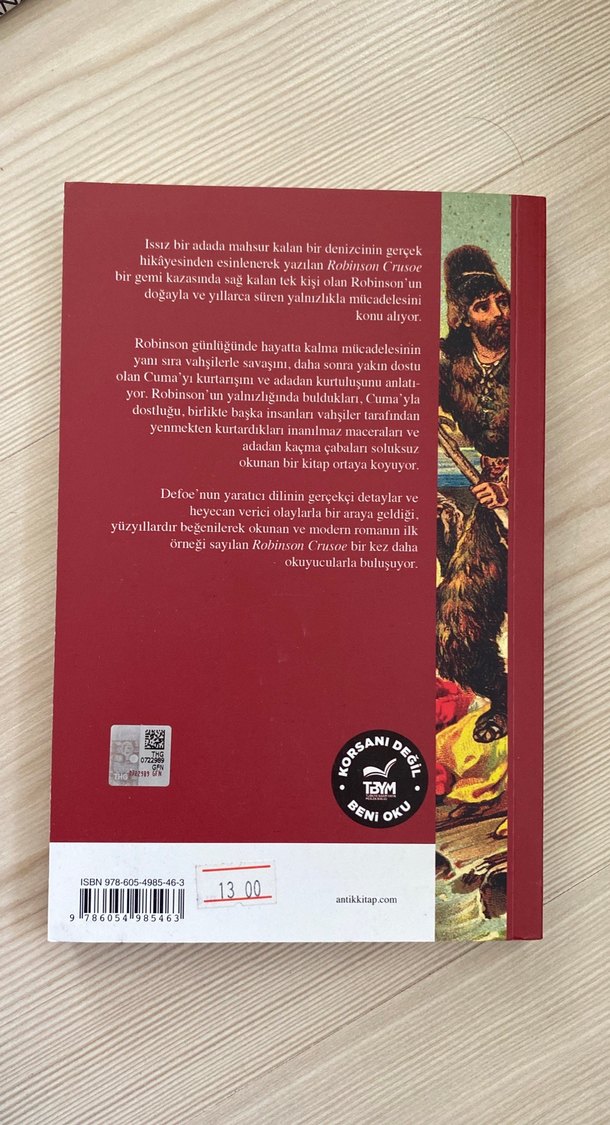 Issız bir adada mahsur kalan bir denizcinin gerçek
hikâyesinden esinlenerek yazılan Robinson Crusoe
bir gemi kazasında sağ kalan tek kişi olan Robinson'un
doğayla ve yıllarca süren yalnızlıkla mücadelesini
konu alıyor.
Robinson günlüğünde hayatta kalma mücadelesinin
yanı sıra vahşilerle savaşını, daha sonra yakın dostu
olan Cuma'yı kurtarışını ve adadan kurtuluşunu anlatı-
yor. Robinson'un yalnızlığında buldukları, Cuma'yla
dostluğu, birlikte başka insanları vahşiler tarafından
yenmekten kurtardıkları inanılmaz maceraları ve
adadan kaçma çabaları soluksuz
okunan bir kitap ortaya koyuyor.
Defoe'nun yaratıcı dilinin gerçekçi detaylar ve
heyecan verici olaylarla bir araya geldiği,
yüzyıllardır beğenilerek okunan ve modern romanın ilk
örneği sayılan Robinson Crusoe bir kez daha
okuyucularla buluşuyor.
THG
0722989
GFN
THG 0722989 GFN
KORSANI DEĞİL
TBYM
BENİ OKU
ISBN 978-605-4985-46-3
9 786054 985463
13 00
antikkitap.com